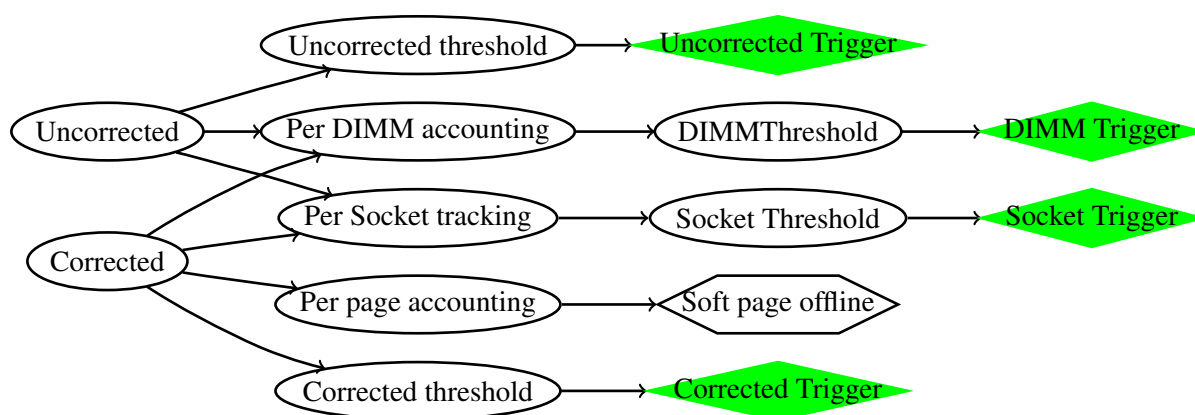 Uncorrected threshold
Uncorrected Trigger
Uncorrected
Per DIMM accounting
DIMMThreshold
DIMM Trigger
Per Socket tracking
Socket Threshold
Socket Trigger
Corrected
Per page accounting
Soft page offline
Corrected threshold
Corrected Trigger